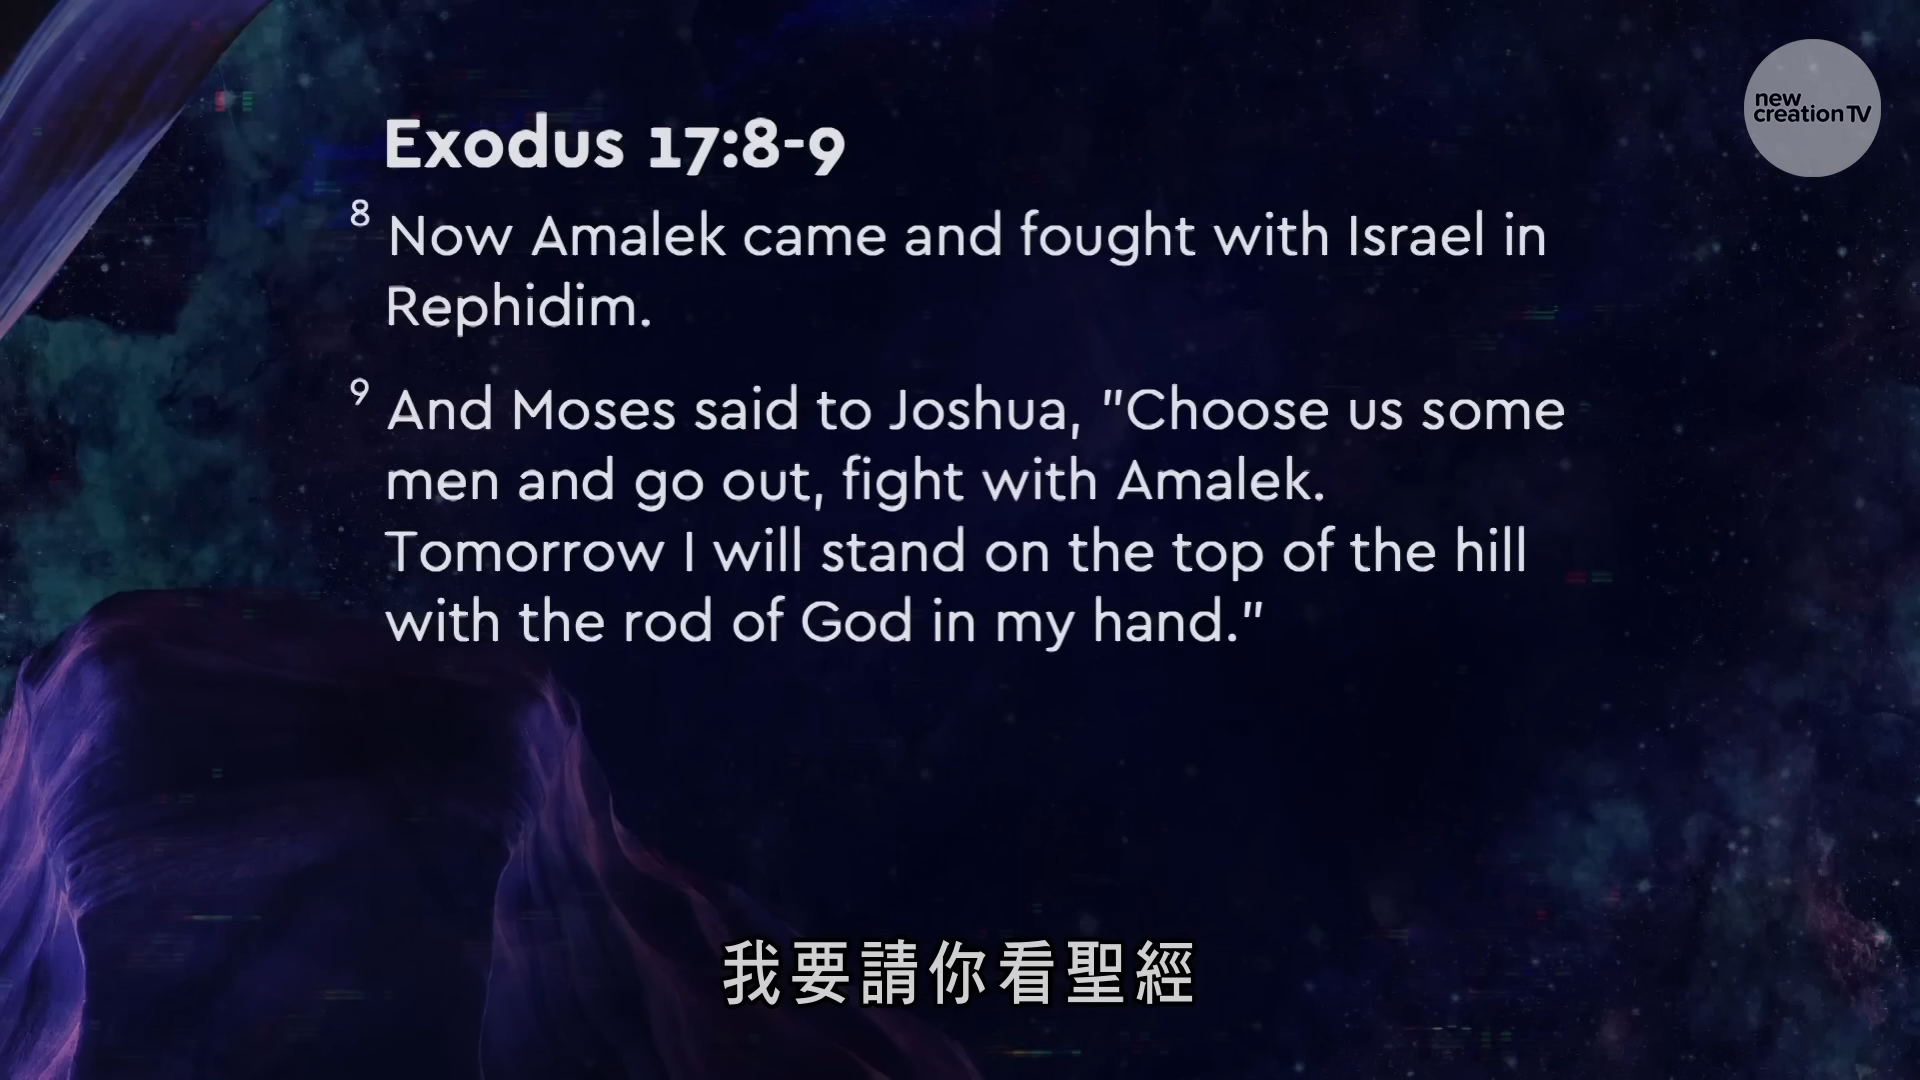 new
creation TV
Exodus 17:8-9
8 Now Amalek came and fought with Israel in
Rephidim.
9 And Moses said to Joshua, "Choose us some
men and go out, fight with Amalek.
Tomorrow I will stand on the top of the hill
with the rod of God in my hand."
我要請你看聖經